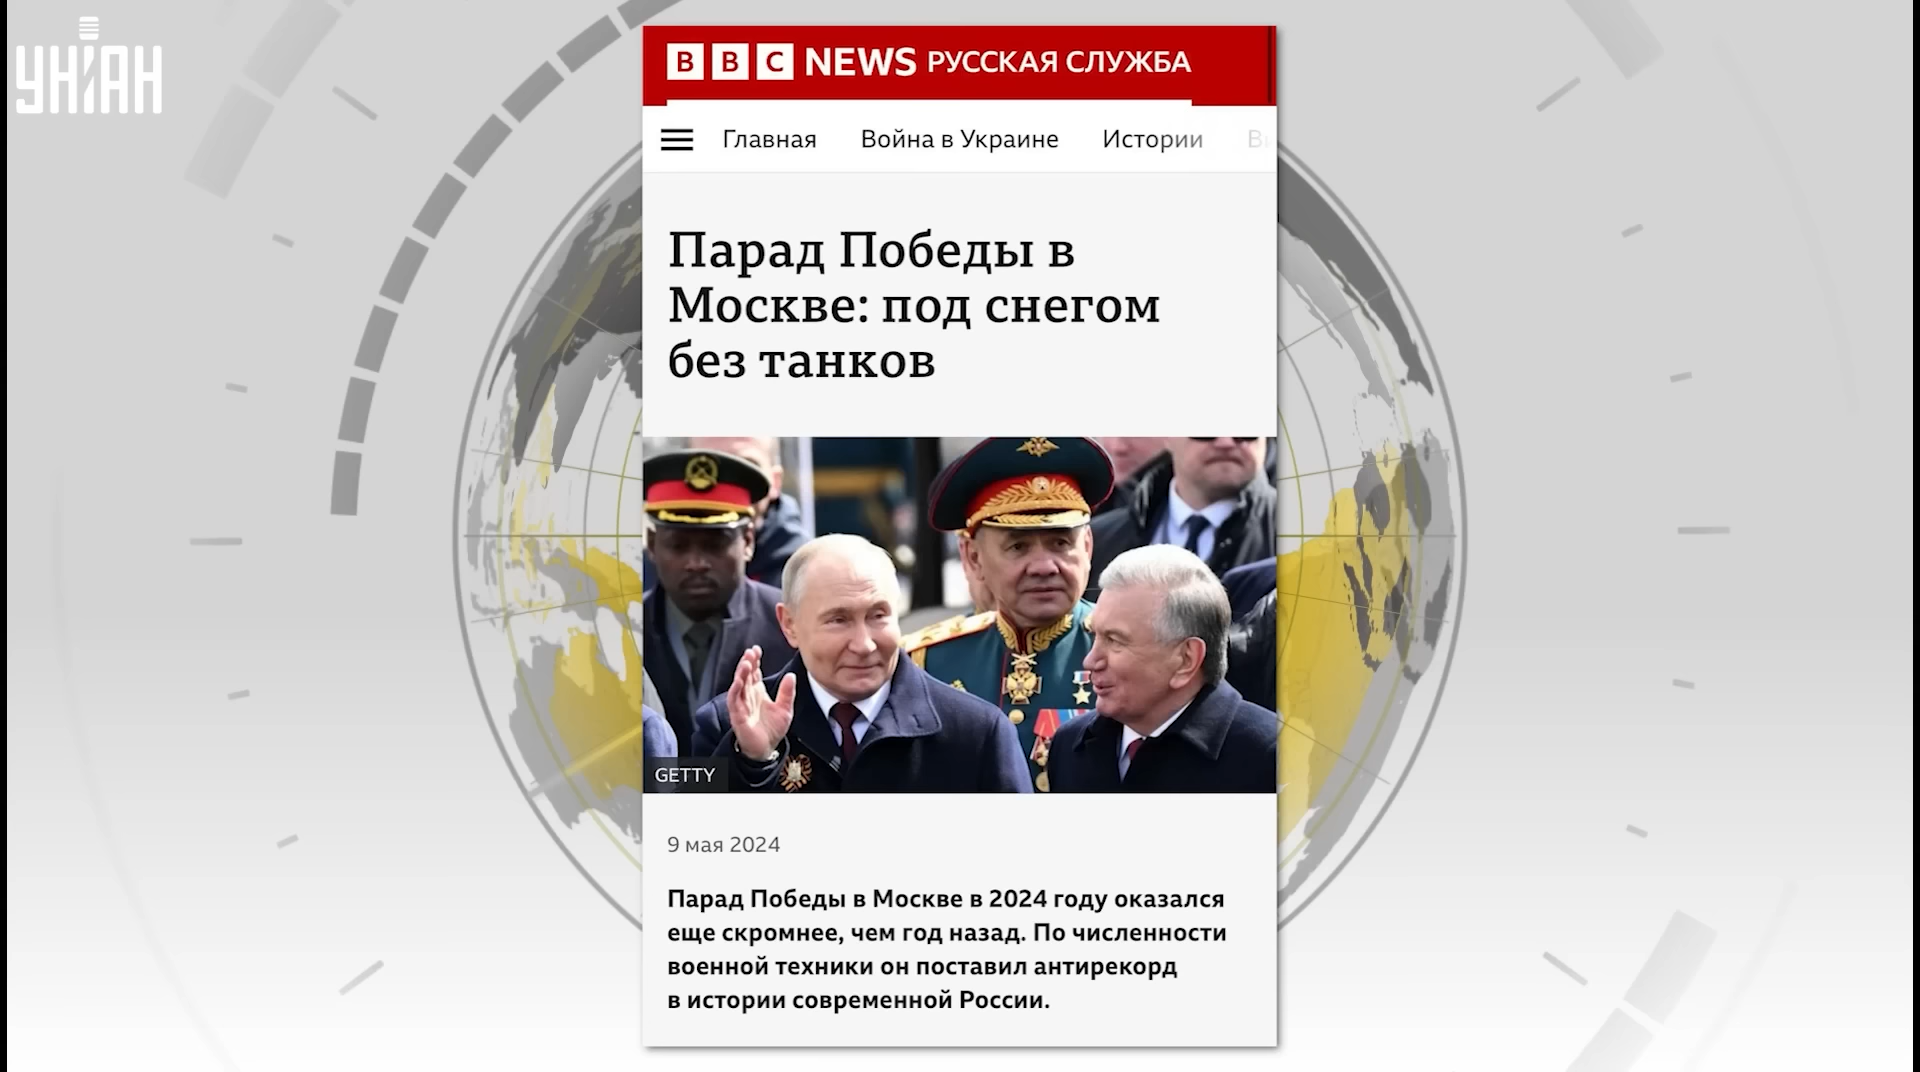 УНІАН
BBC NEWS РУССКАЯ СЛУЖБА
Главная Война в Украине Истории
Парад Победы в
Москве: под снегом
без танков
GETTY
9 мая 2024
Парад Победы в Москве в 2024 году оказался
еще скромнее, чем год назад. По численности
военной техники он поставил антирекорд
в истории современной России.